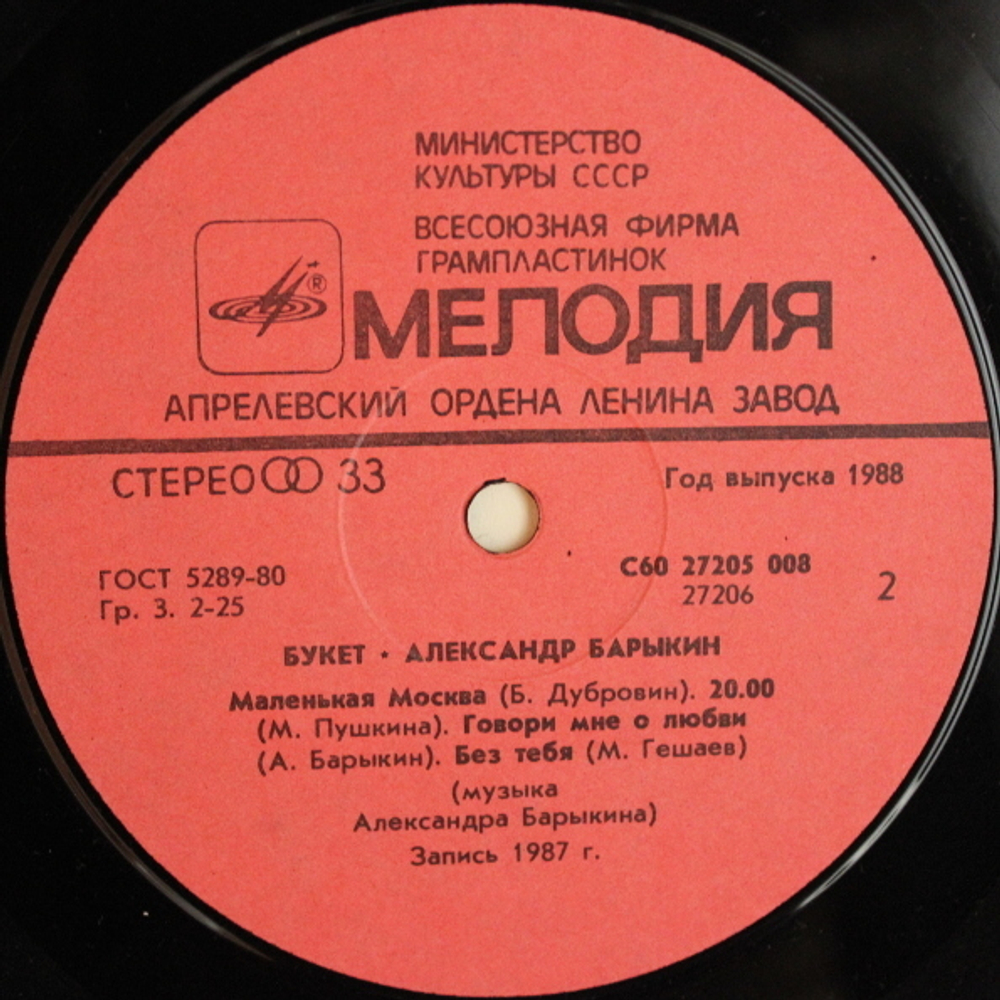 МИНИСТЕРСТВО
КУЛЬТУРЫ СССР
ВСЕСОЮЗНАЯ ФИРМА
ГРАМПЛАСТИНОК
®
МЕЛОДИЯ
АПРЕЛЕВСКИЙ ОРДЕНА ЛЕНИНА ЗАВОД
СТЕРЕО 33
Год выпуска 1988
ГОСТ 5289-80
Гр. 3. 2-25
С60 27205 008
27206
2
БУКЕТ • АЛЕКСАНДР БАРЫКИН
Маленькая Москва (Б. Дубровин). 20.00
(М. Пушкина). Говори мне о любви
(А. Барыкин). Без тебя (М. Гешаев)
(музыка
Александра Барыкина)
Запись 1987 г.